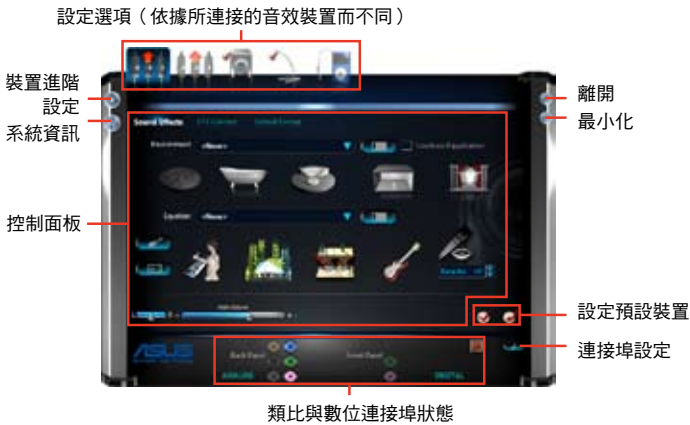 設定選項（依據所連接的音效裝置而不同）
裝置進階
設定
系統資訊
離開
最小化
Sound Effects
Environment <None>
控制面板
Equalizer <None>
Karaoke
設定預設裝置
連接埠設定
ASUS
Back Panel
Front Panel
ANALOG
DIGITAL
類比與數位連接埠狀態